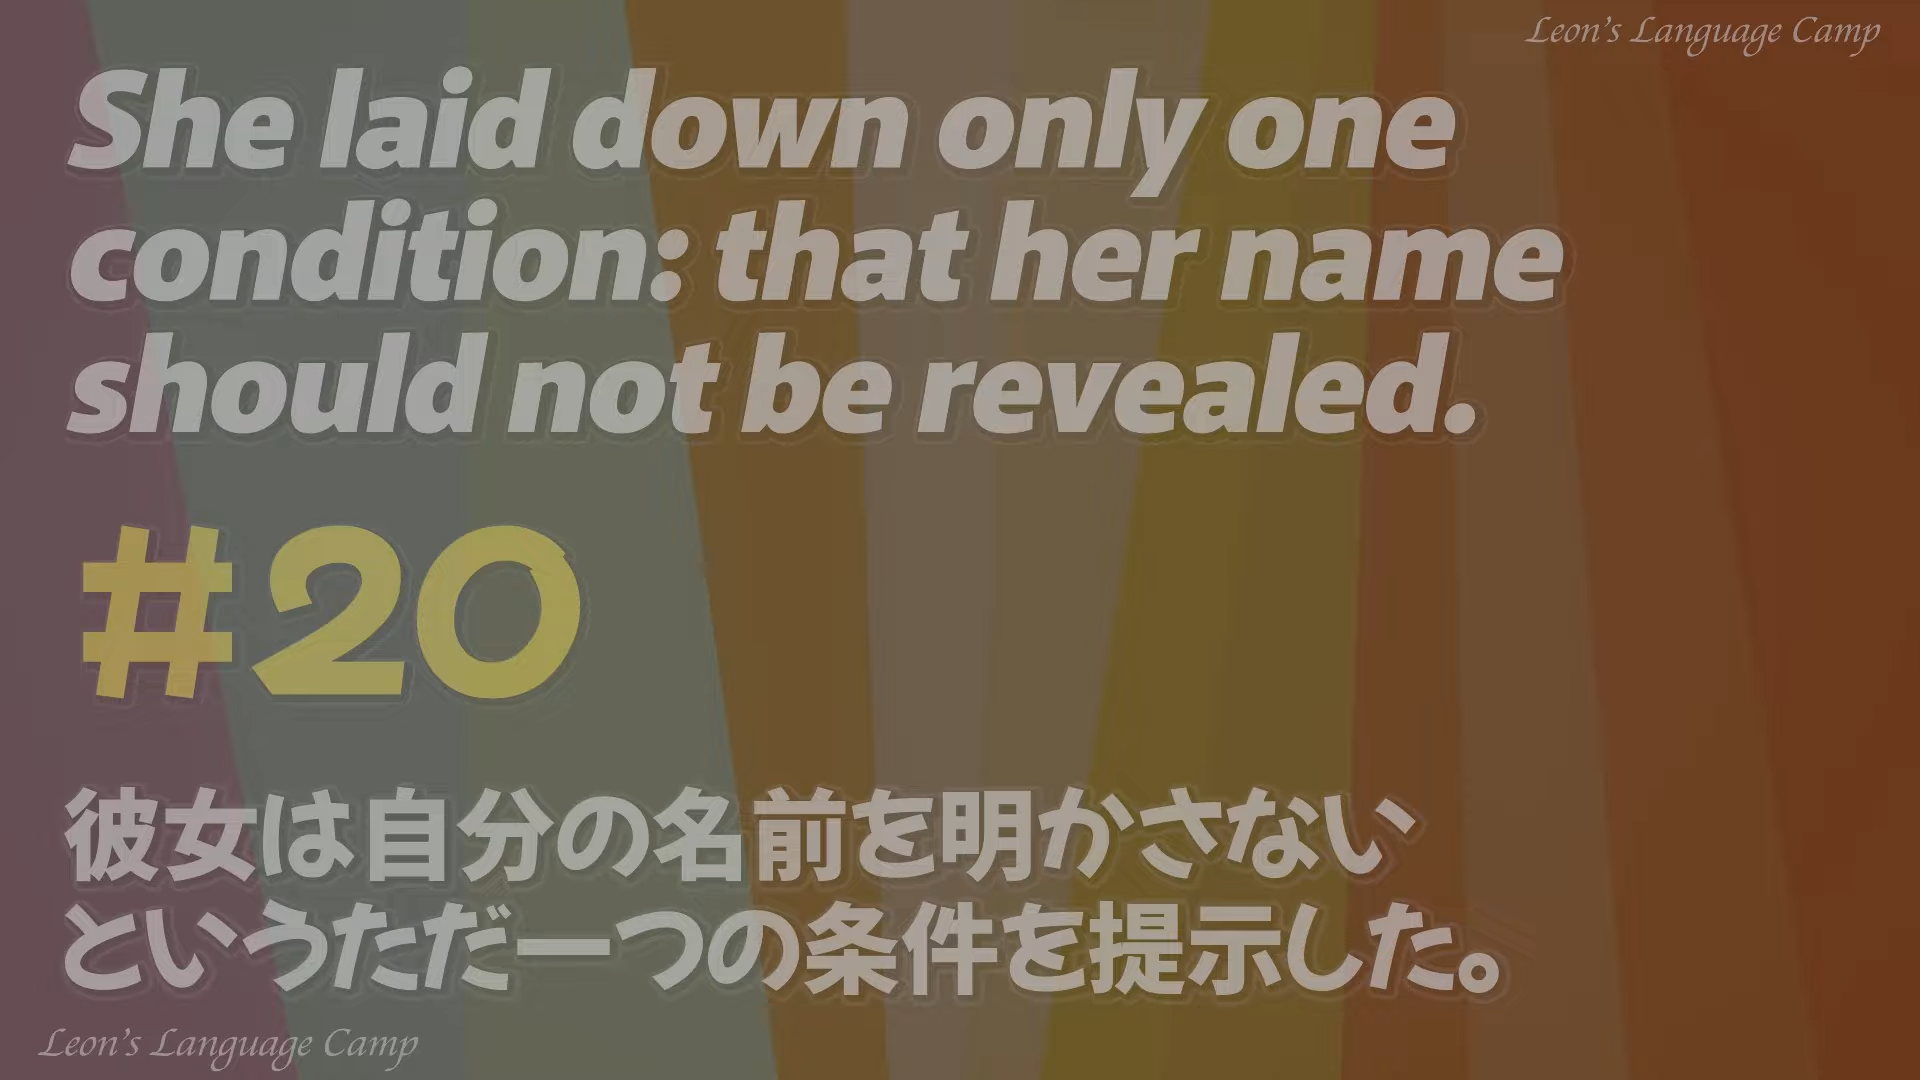 Leon's Language Camp
She laid down only one
condition: that her name
should not be revealed.
#20
彼女は自分の名前を明かさない
というただ一つの条件を提示した。
Leon's Language Camp